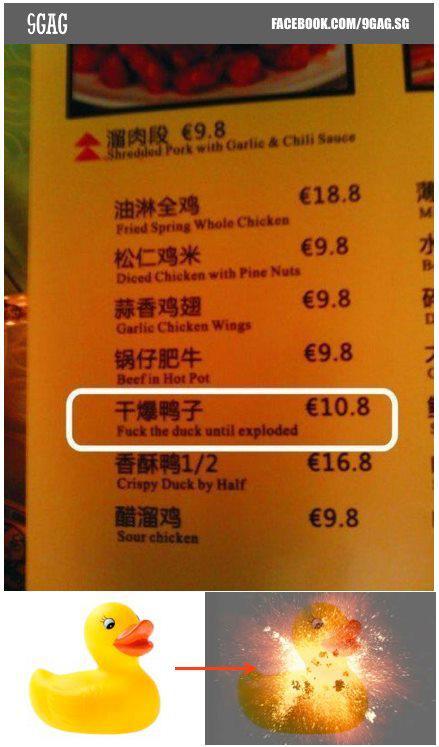 9GAG
FACEBOOK.COM/9GAG.SG
溜肉段 €9.8
Shredded Pork with Garlic & Chili Sauce
油淋全鸡 €18.8
Fried Spring Whole Chicken
松仁鸡米 €9.8
Diced Chicken with Pine Nuts
蒜香鸡翅 €9.8
Garlic Chicken Wings
锅仔肥牛 €9.8
Beef in Hot Pot
干爆鸭子 €10.8
Fuck the duck until exploded
香酥鸭1/2 €16.8
Crispy Duck by Half
醋溜鸡 €9.8
Sour chicken